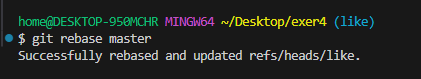 home@DESKTOP-950MCHR MINGW64 ~/Desktop/exer4 (like)
$ git rebase master
Successfully rebased and updated refs/heads/like.